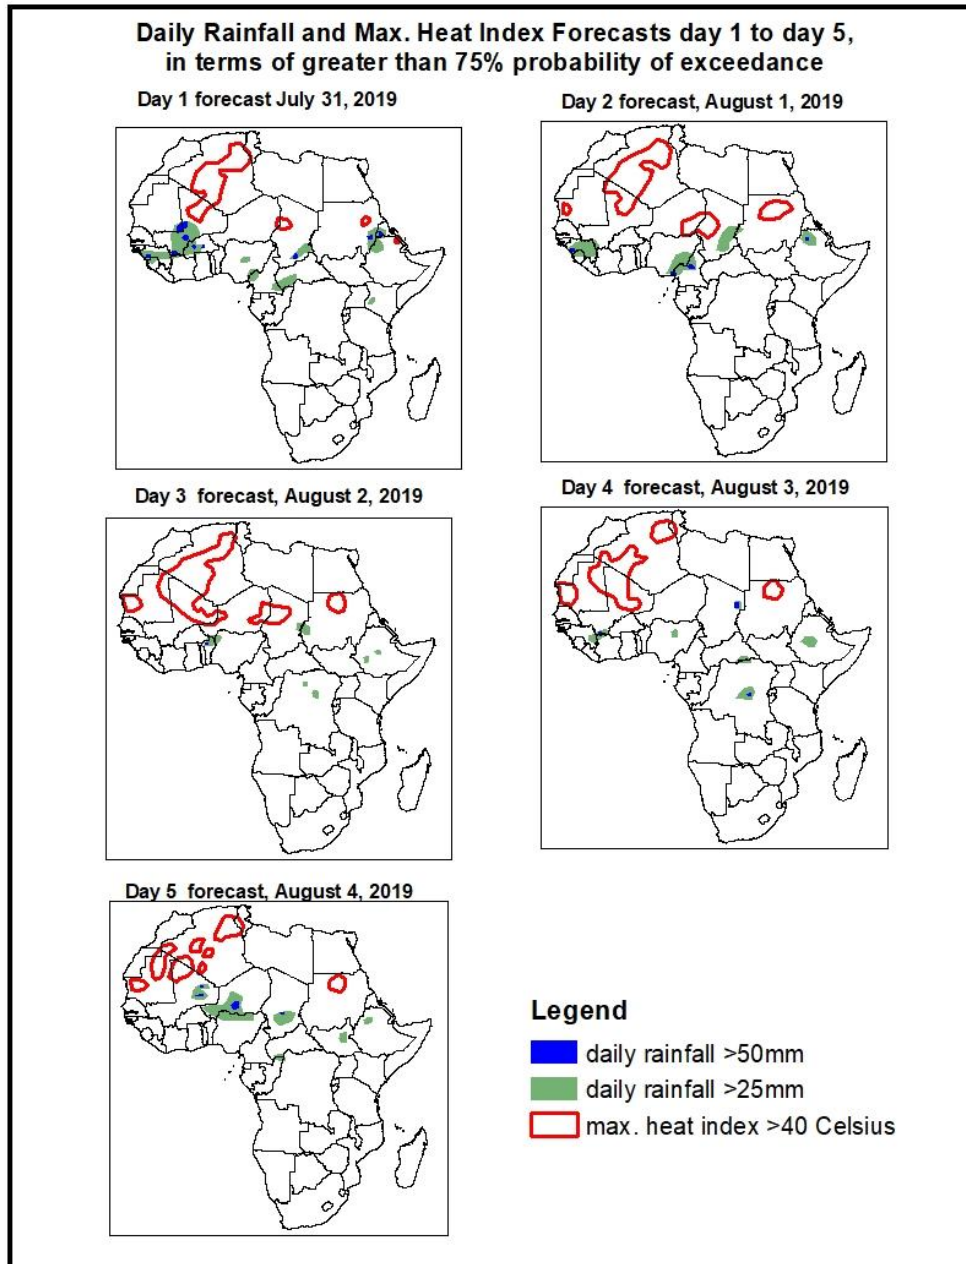 Daily Rainfall and Max. Heat Index Forecasts day 1 to day 5,
in terms of greater than 75% probability of exceedance
Day 1 forecast July 31, 2019
Day 2 forecast, August 1, 2019
Day 3  forecast, August 2, 2019
Day 4  forecast, August 3, 2019
Day 5  forecast, August 4, 2019
Legend
daily rainfall >50mm
daily rainfall >25mm
max. heat index >40 Celsius